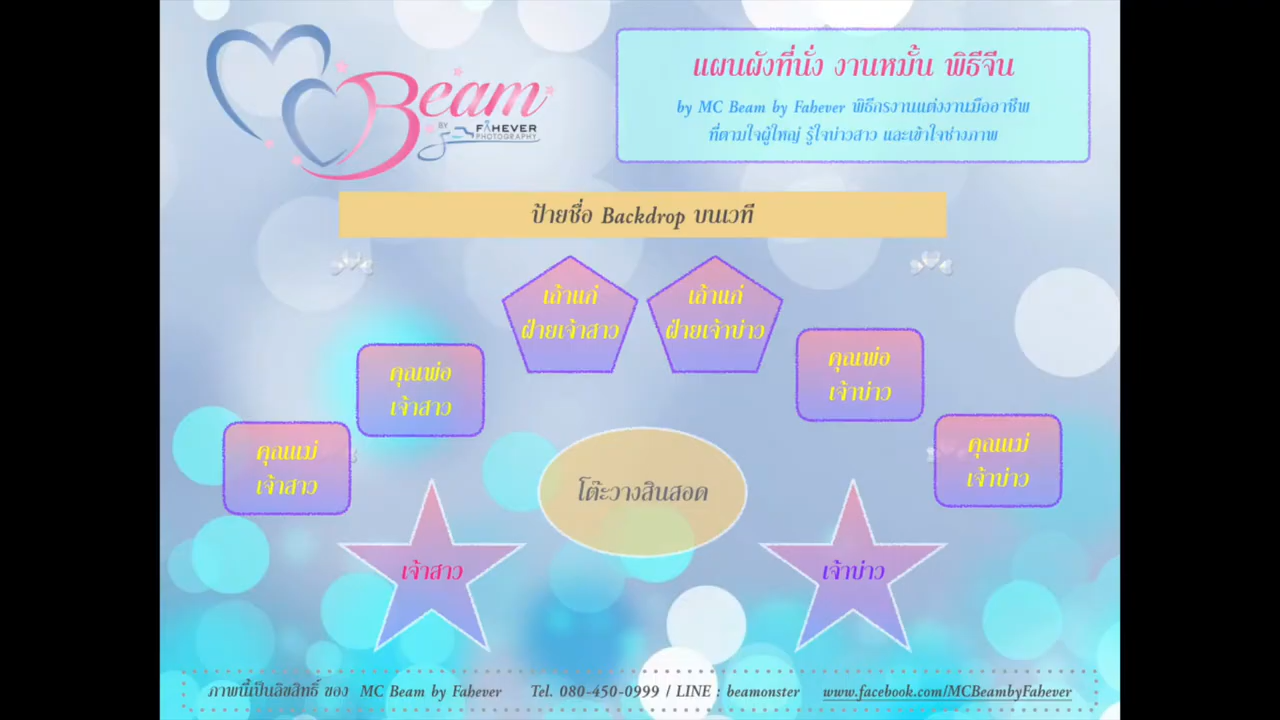 Beam
BY FAHEVER
PHOTOGRAPHY
แผนผังที่นั่ง งานหมั้น พิธีจีน
by MC Beam by Fahever พิธีกรงานแต่งงานมืออาชีพ
ที่ตามใจผู้ใหญ่ รู้ใจบ่าวสาว และเข้าใจช่างภาพ
ป้ายชื่อ Backdrop บนเวที
เถ้าแก่
ฝ่ายเจ้าสาว
เถ้าแก่
ฝ่ายเจ้าบ่าว
คุณพ่อ
เจ้าสาว
คุณพ่อ
เจ้าบ่าว
คุณแม่
เจ้าสาว
คุณแม่
เจ้าบ่าว
โต๊ะวางสินสอด
เจ้าสาว
เจ้าบ่าว
ภาพนี้เป็นลิขสิทธิ์ ของ MC Beam by Fahever Tel. 080-450-0999 / LINE : beamonster www.facebook.com/MCBeambyFahever